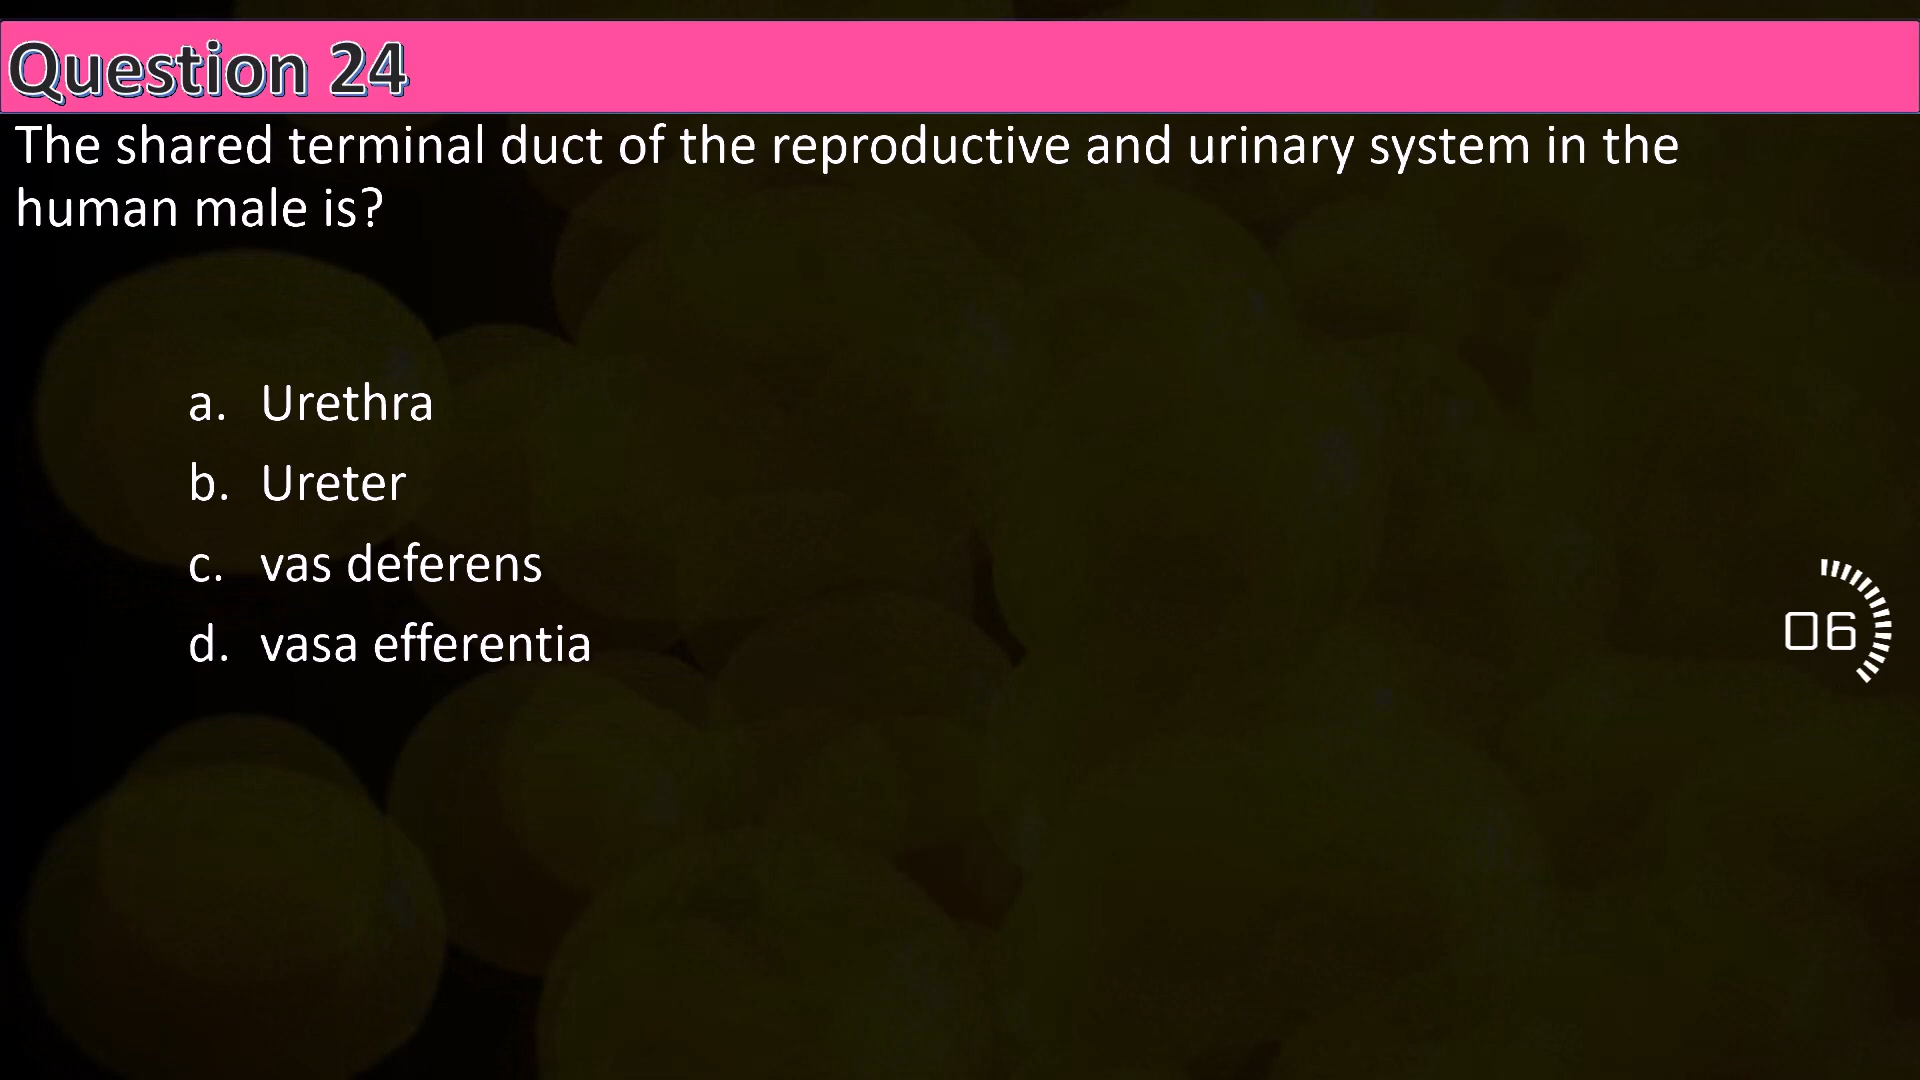 Question 24
The shared terminal duct of the reproductive and urinary system in the
human male is?
a. Urethra
b. Ureter
c. vas deferens
d. vasa efferentia
06